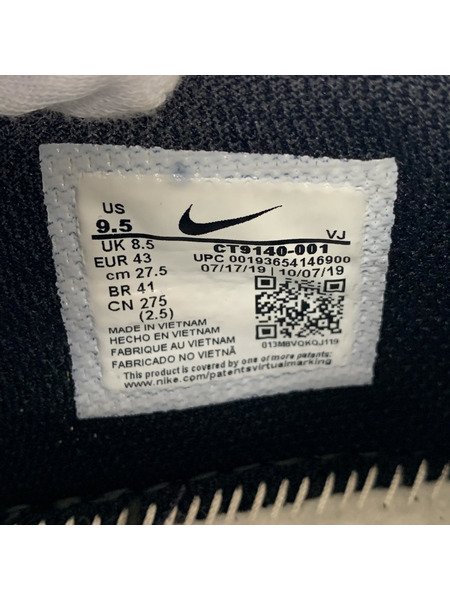 US
9.5
UK 8.5
EUR 43
cm 27.5
BR 41
CN 275
(2.5)
VJ
CT9140-001
UPC 00193654146900
07/17/19 | 10/07/19
013M8VQKQJ119
MADE IN VIETNAM
HECHO EN VIETNAM
FABRIQUE AU VIETNAM
FABRICADO NO VIETNÃ
This product is covered by one of more patents:
www.nike.com/patentsvirtualmarking